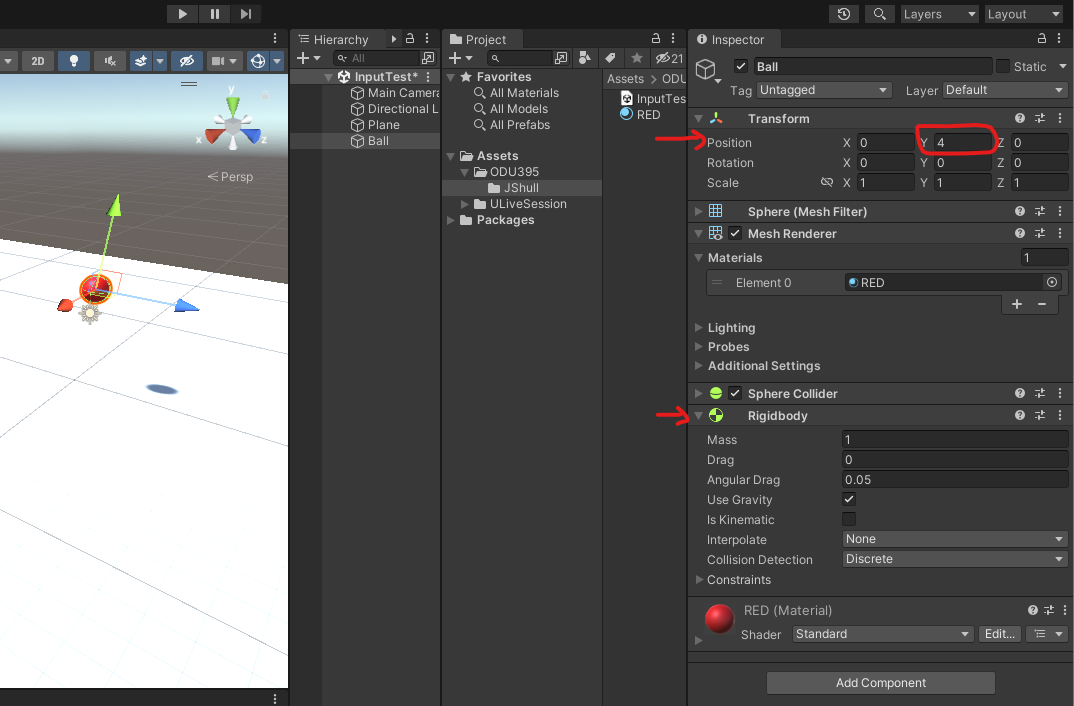 Layers
Layout
2D
y
x
z
Persp
Hierarchy
All
InputTest*
Main Camera
Directional L
Plane
Ball
Project
21
Favorites
All Materials
All Models
All Prefabs
Assets
ODU395
JShull
ULiveSession
Packages
Assets > ODU
InputTes
RED
Inspector
Ball
Static
Tag Untagged
Layer Default
Transform
Position X 0 Y 4 Z 0
Rotation X 0 Y 0 Z 0
Scale X 1 Y 1 Z 1
Sphere (Mesh Filter)
Mesh Renderer
Materials 1
Element 0 RED
Lighting
Probes
Additional Settings
Sphere Collider
Rigidbody
Mass 1
Drag 0
Angular Drag 0.05
Use Gravity
Is Kinematic
Interpolate None
Collision Detection Discrete
Constraints
RED (Material)
Shader Standard Edit...
Add Component